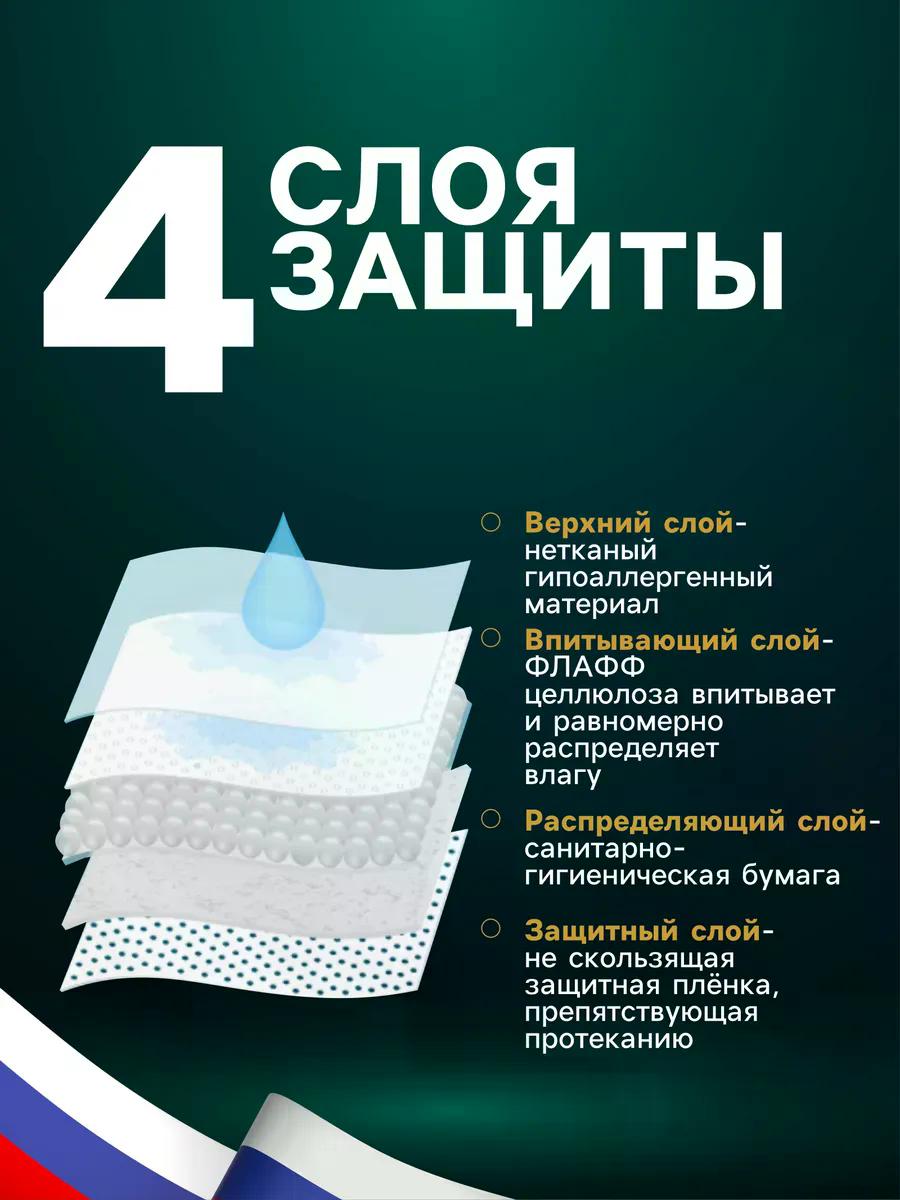 4 СЛОЯ
ЗАЩИТЫ
Верхний слой-
нетканый
гипоаллергенный
материал
Впитывающий слой-
ФЛАФФ
целлюлоза впитывает
и равномерно
распределяет
влагу
Распределяющий слой-
санитарно-
гигиеническая бумага
Защитный слой-
не скользящая
защитная плёнка,
препятствующая
протеканию